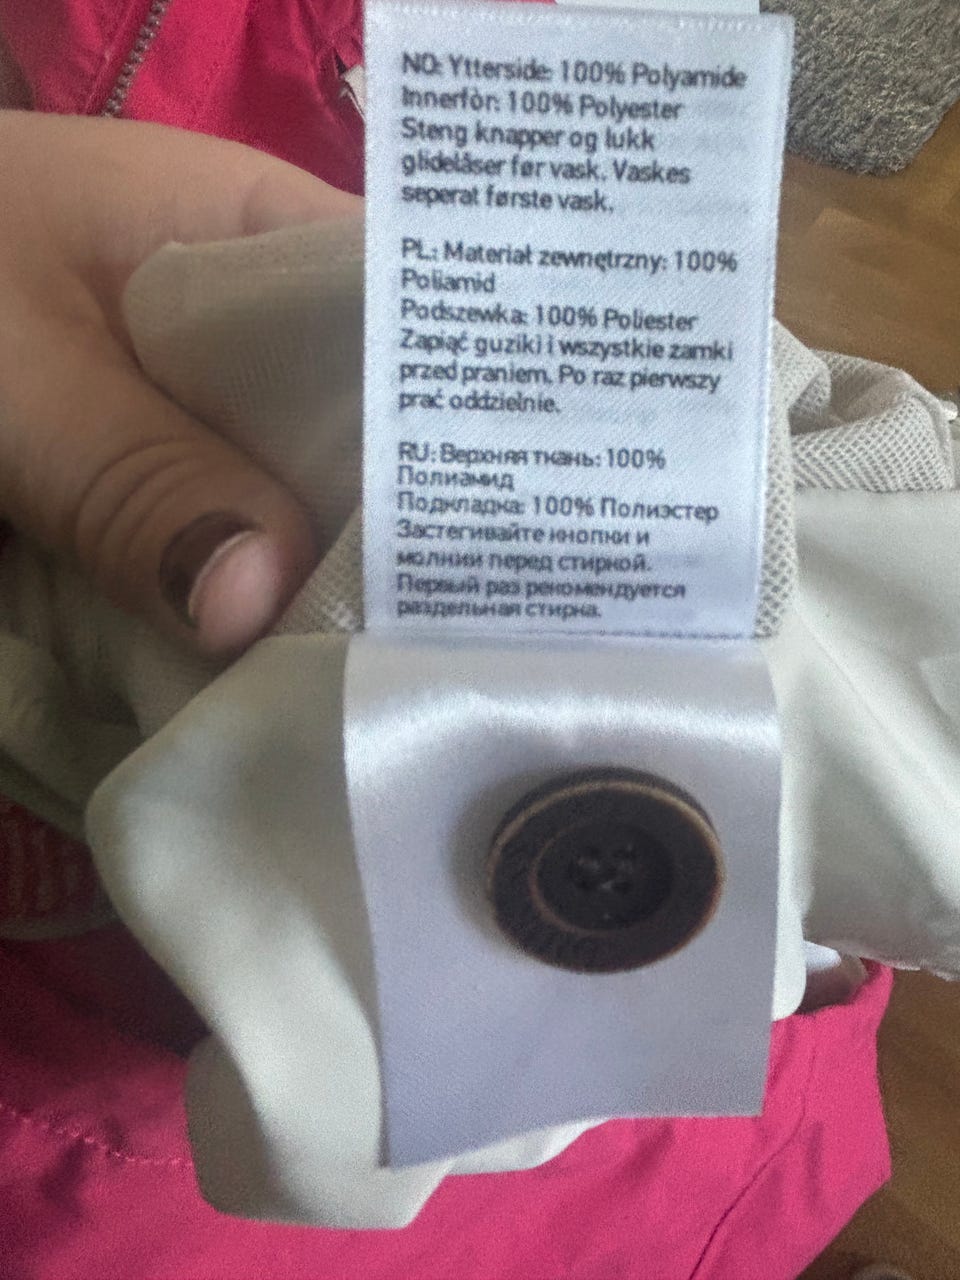 NO: Ytterside: 100% Polyamide
Innerfòr: 100% Polyester
Steng knapper og lukk
glidelåser før vask. Vaskes
seperat første vask.
PL: Materiał zewnętrzny: 100%
Poliamid
Podszewka: 100% Poliester
Zapiąć guziki i wszystkie zamki
przed praniem. Po raz pierwszy
prać oddzielnie.
RU: Верхняя ткань: 100%
Полиамид
Подкладка: 100% Полиэстер
Застегивайте кнопки и
молнии перед стиркой.
Первый раз рекомендуется
раздельная стирка.